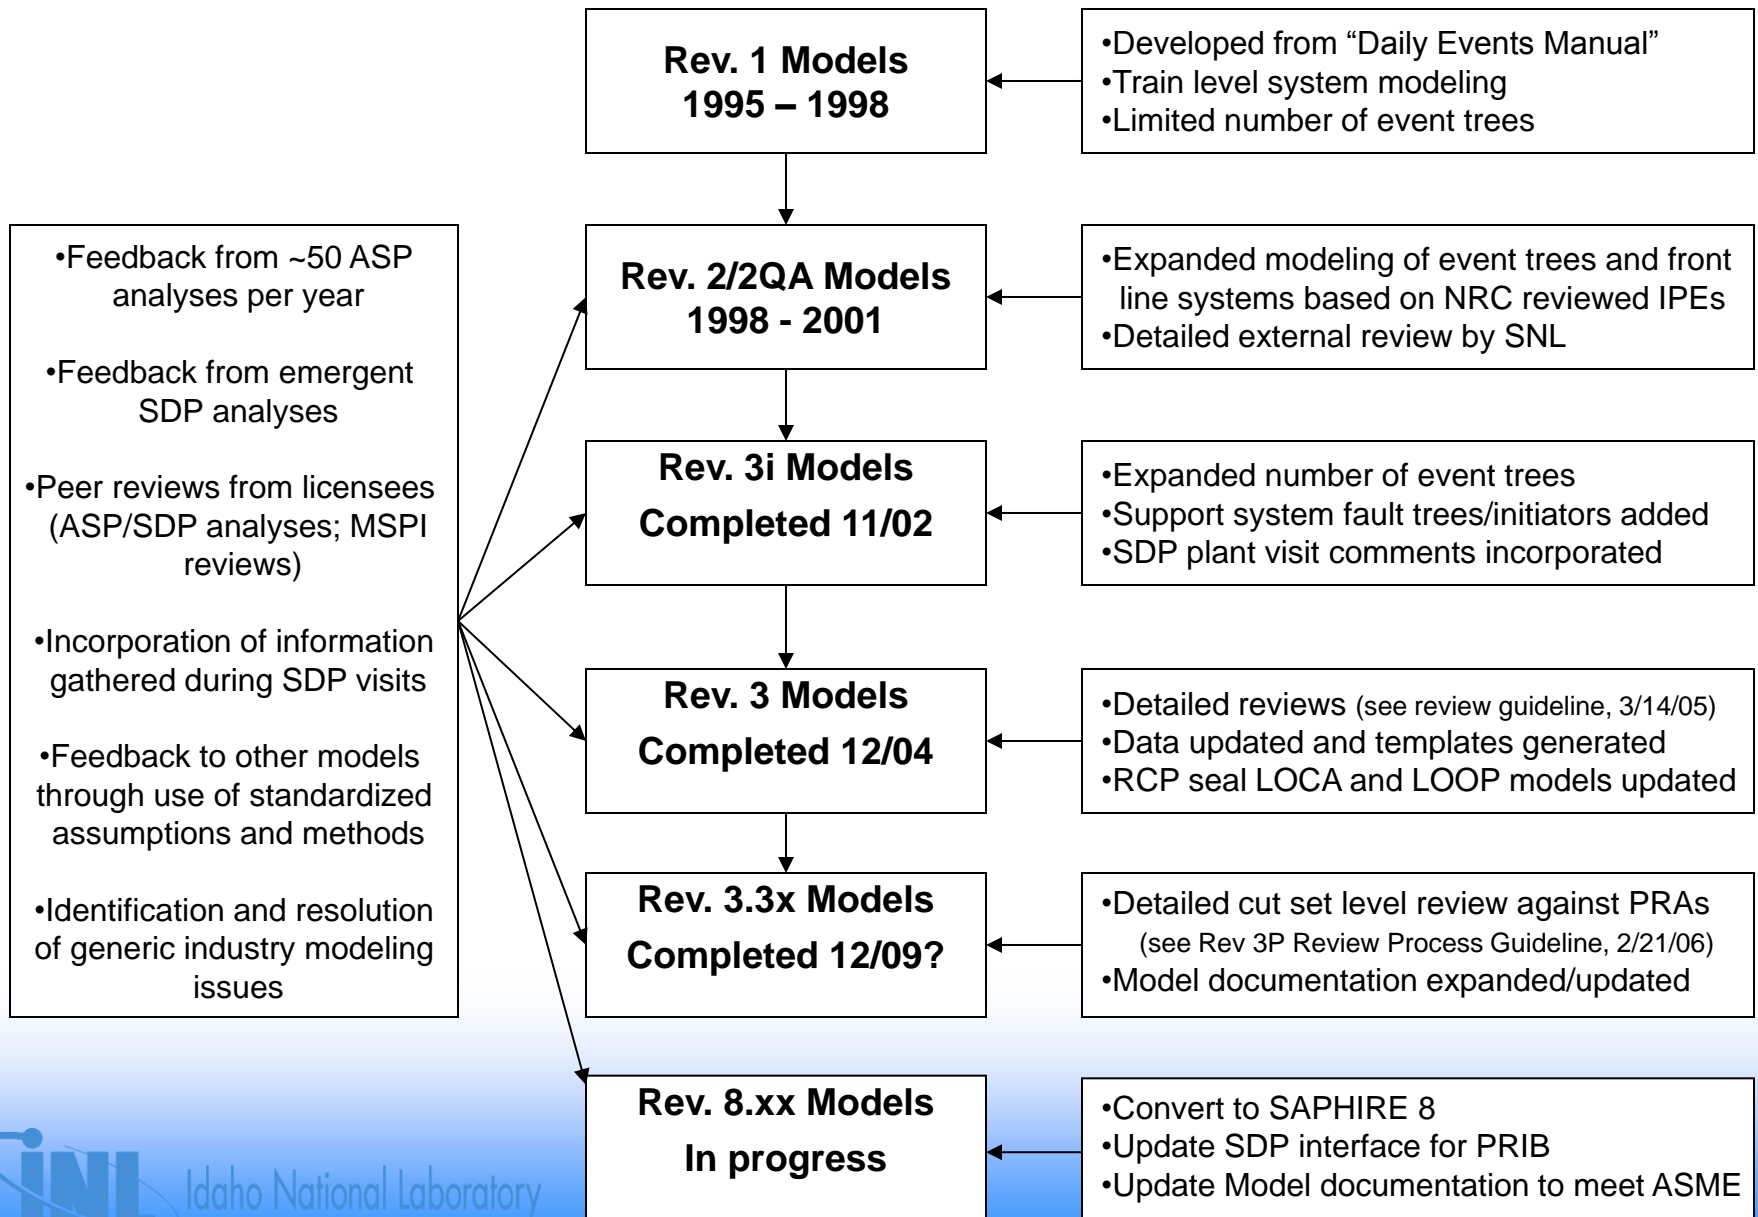 Rev. 1 Models
1995 – 1998
•Developed from “Daily Events Manual”
•Train level system modeling
•Limited number of event trees
•Feedback from ~50 ASP
analyses per year
•Feedback from emergent
SDP analyses
•Peer reviews from licensees
(ASP/SDP analyses; MSPI
reviews)
•Incorporation of information
gathered during SDP visits
•Feedback to other models
through use of standardized
assumptions and methods
•Identification and resolution
of generic industry modeling
issues
Rev. 2/2QA Models
1998 - 2001
•Expanded modeling of event trees and front
line systems based on NRC reviewed IPEs
•Detailed external review by SNL
Rev. 3i Models
Completed 11/02
•Expanded number of event trees
•Support system fault trees/initiators added
•SDP plant visit comments incorporated
Rev. 3 Models
Completed 12/04
•Detailed reviews (see review guideline, 3/14/05)
•Data updated and templates generated
•RCP seal LOCA and LOOP models updated
Rev. 3.3x Models
Completed 12/09?
•Detailed cut set level review against PRAs
(see Rev 3P Review Process Guideline, 2/21/06)
•Model documentation expanded/updated
Rev. 8.xx Models
In progress
•Convert to SAPHIRE 8
•Update SDP interface for PRIB
•Update Model documentation to meet ASME
INL Idaho National Laboratory